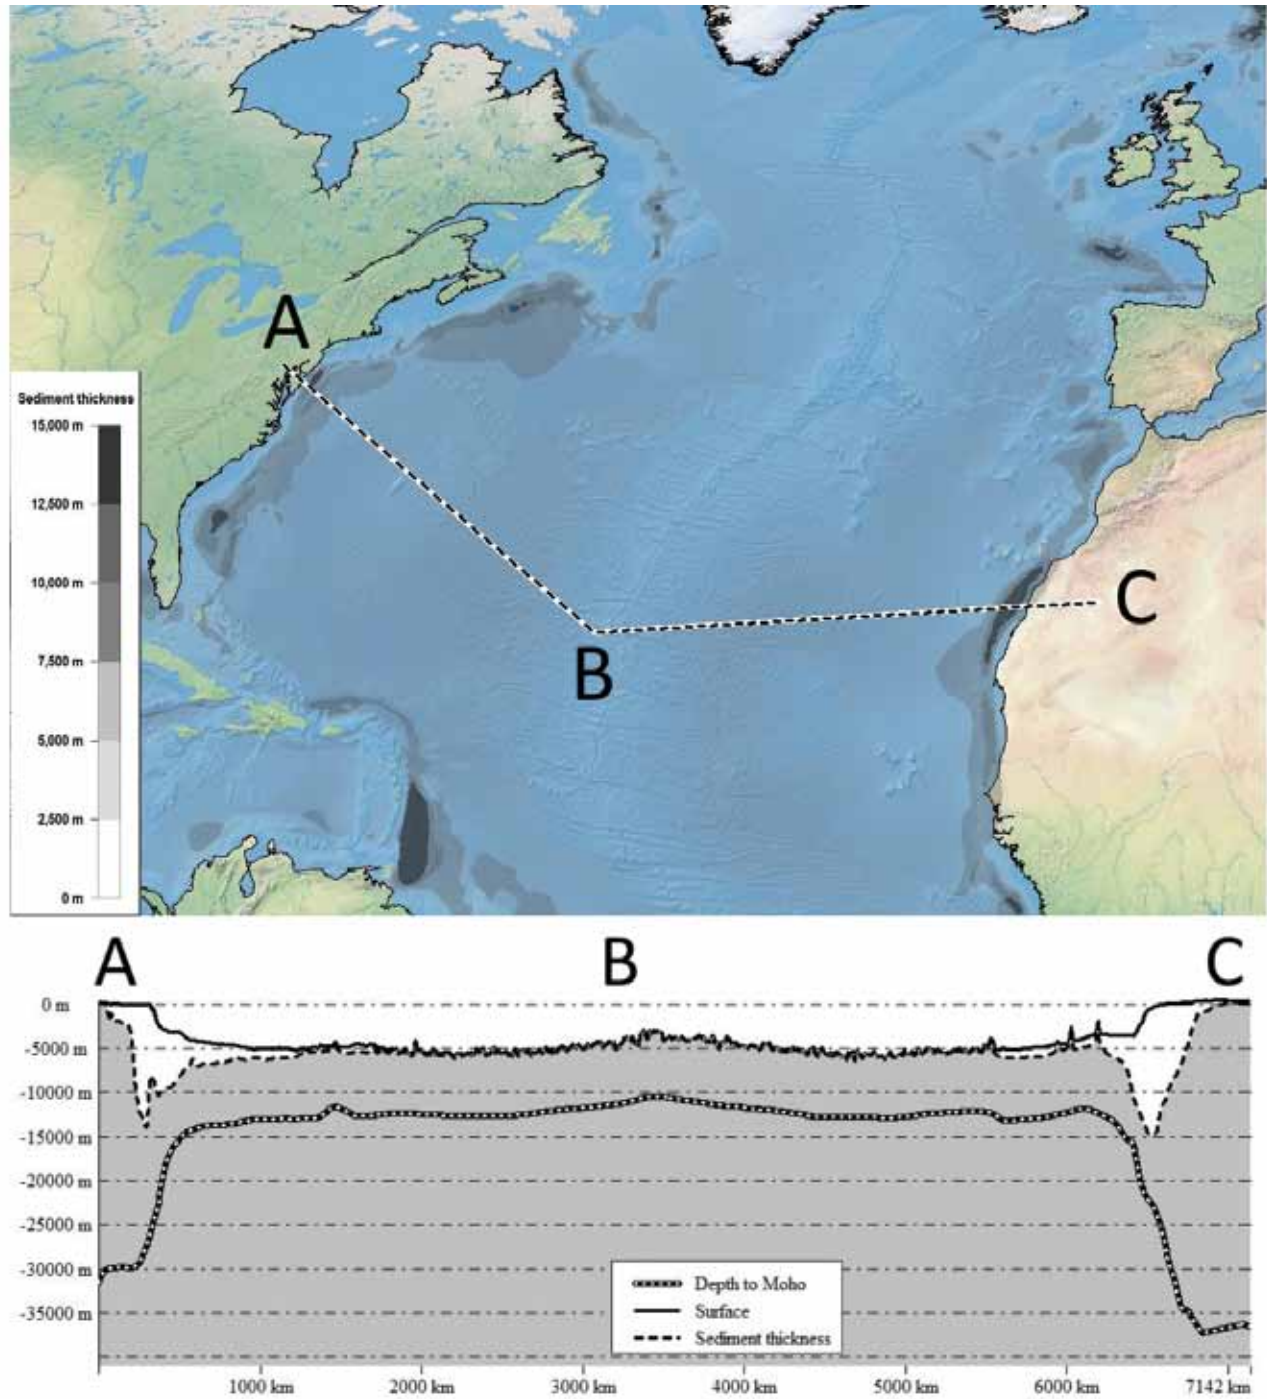 A
Sediment thickness
15,000 m
12,500 m
10,000 m
7,500 m
5,000 m
2,500 m
0 m
B
C
A B C
0 m
-5000 m
-10000 m
-15000 m
-20000 m
-25000 m
-30000 m
-35000 m
Depth to Moho
Surface
Sediment thickness
1000 km 2000 km 3000 km 4000 km 5000 km 6000 km 7142 km